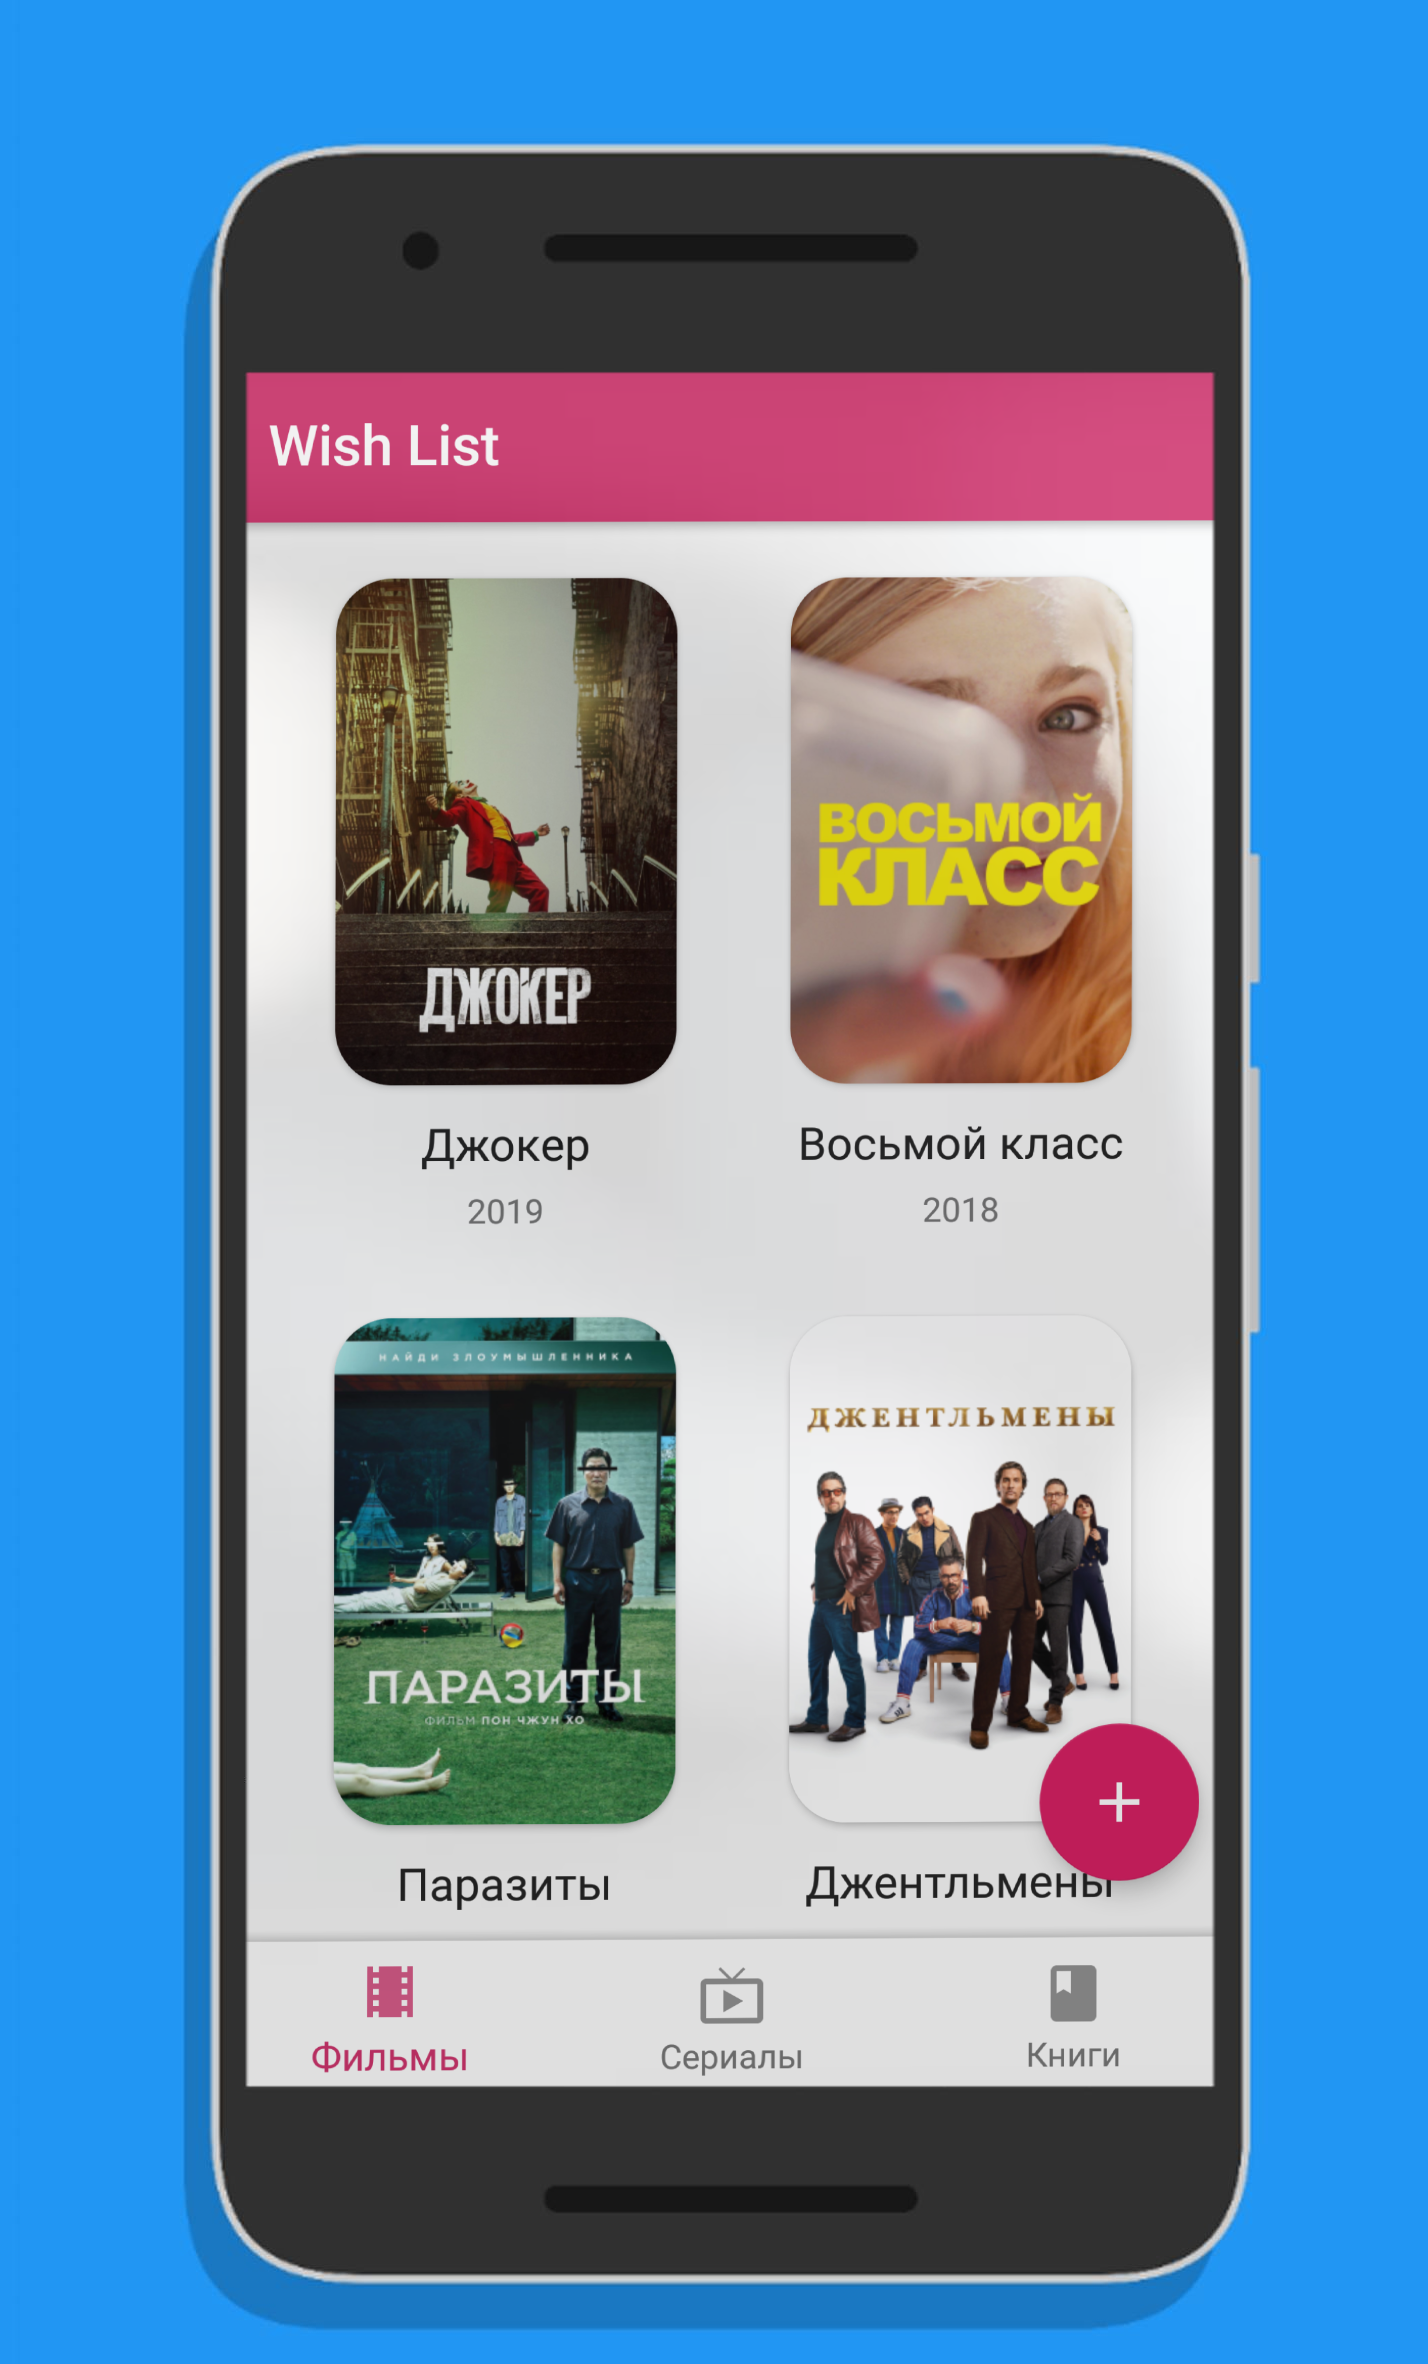 Wish List
ДЖОКЕР
ВОСЬМОЙ
КЛАСС
Джокер
Восьмой класс
2019
2018
НАЙДИ ЗЛОУМЫШЛЕННИКА
ПАРАЗИТЫ
ФИЛЬМ ПОН ЧЖУН ХО
ДЖЕНТЛЬМЕНЫ
Паразиты
Джентльмены
Фильмы
Сериалы
Книги